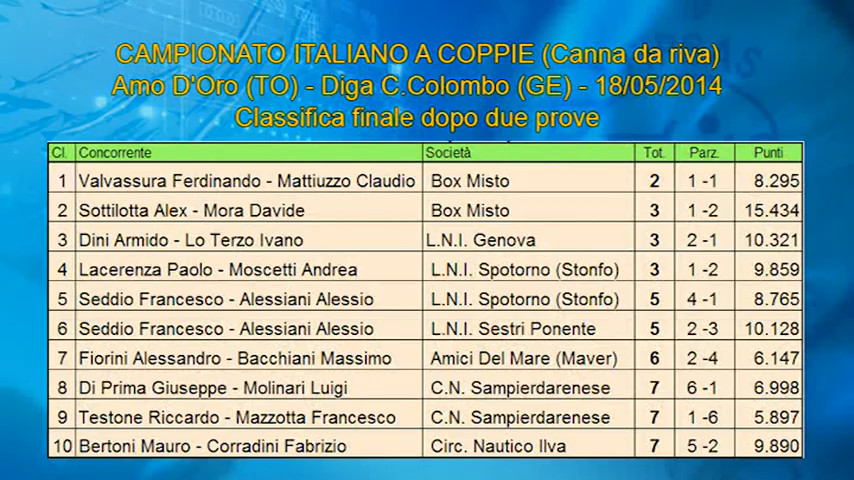 CAMPIONATO ITALIANO A COPPIE (Canna da riva)
Amo D'Oro (TO) - Diga C.Colombo (GE) - 18/05/2014
Classifica finale dopo due prove
Cl. Concorrente Società Tot. Parz. Punti
1 Valvassura Ferdinando - Mattiuzzo Claudio Box Misto 2 1 -1 8.295
2 Sottilotta Alex - Mora Davide Box Misto 3 1 -2 15.434
3 Dini Armido - Lo Terzo Ivano L.N.I. Genova 3 2 -1 10.321
4 Lacerenza Paolo - Moscetti Andrea L.N.I. Spotorno (Stonfo) 3 1 -2 9.859
5 Seddio Francesco - Alessiani Alessio L.N.I. Spotorno (Stonfo) 5 4 -1 8.765
6 Seddio Francesco - Alessiani Alessio L.N.I. Sestri Ponente 5 2 -3 10.128
7 Fiorini Alessandro - Bacchiani Massimo Amici Del Mare (Maver) 6 2 -4 6.147
8 Di Prima Giuseppe - Molinari Luigi C.N. Sampierdarenese 7 6 -1 6.998
9 Testone Riccardo - Mazzotta Francesco C.N. Sampierdarenese 7 1 -6 5.897
10 Bertoni Mauro - Corradini Fabrizio Circ. Nautico Ilva 7 5 -2 9.890